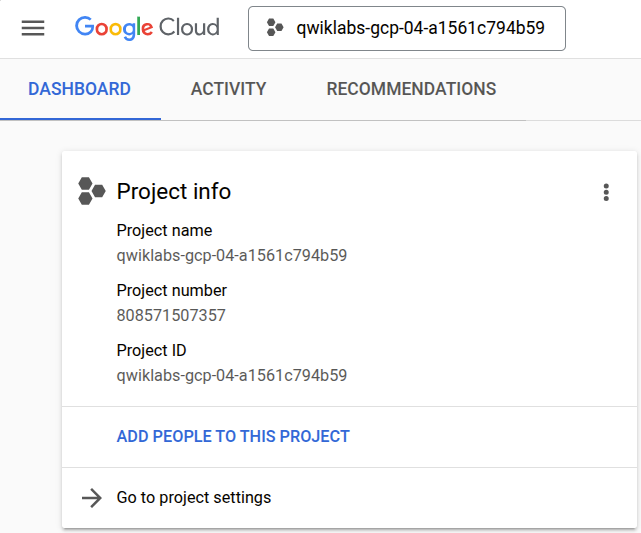 Google Cloud
qwiklabs-gcp-04-a1561c794b59
DASHBOARD ACTIVITY RECOMMENDATIONS
Project info
Project name
qwiklabs-gcp-04-a1561c794b59
Project number
808571507357
Project ID
qwiklabs-gcp-04-a1561c794b59
ADD PEOPLE TO THIS PROJECT
Go to project settings